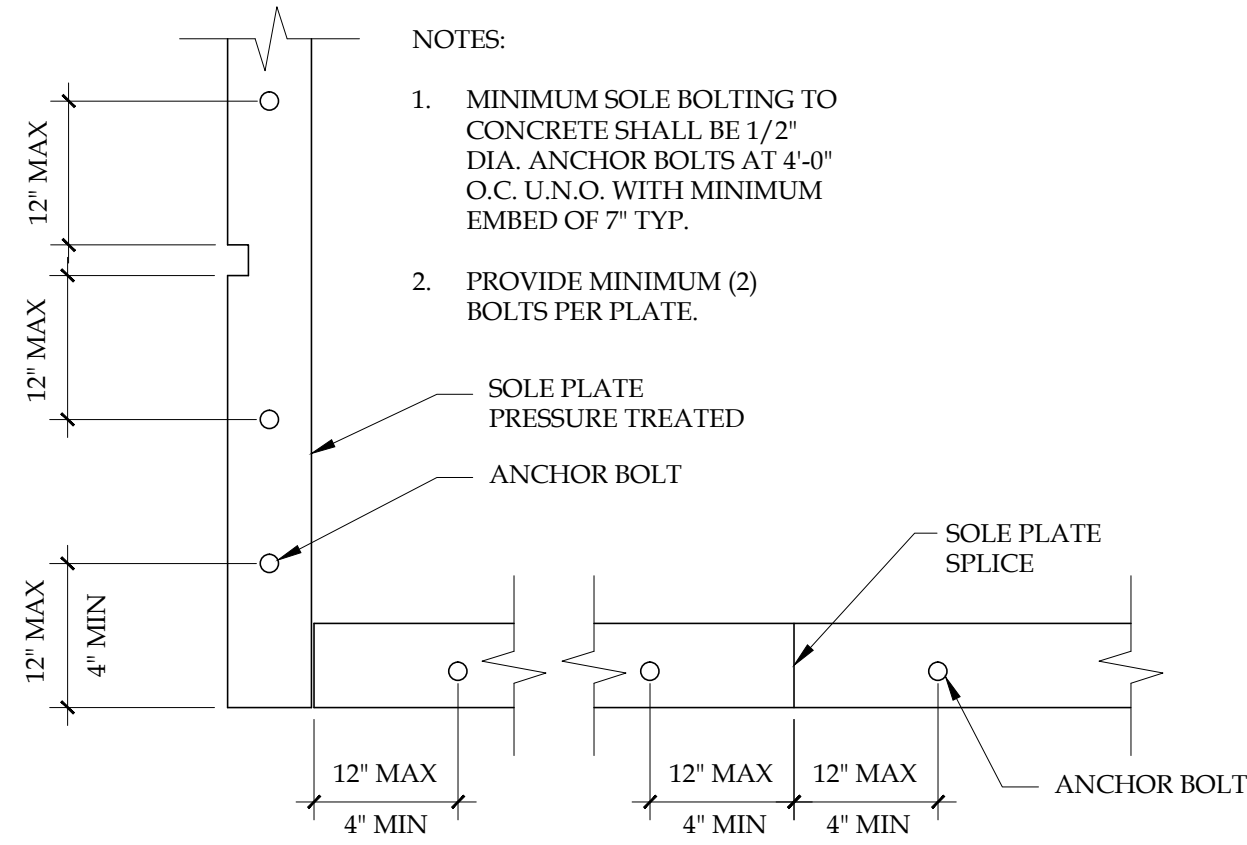 NOTES:
1. MINIMUM SOLE BOLTING TO
CONCRETE SHALL BE 1/2"
DIA. ANCHOR BOLTS AT 4'-0"
O.C. U.N.O. WITH MINIMUM
EMBED OF 7" TYP.
2. PROVIDE MINIMUM (2)
BOLTS PER PLATE.
12" MAX
12" MAX
SOLE PLATE
PRESSURE TREATED
ANCHOR BOLT
12" MAX
4" MIN
SOLE PLATE
SPLICE
12" MAX
4" MIN
12" MAX
4" MIN
12" MAX
4" MIN
ANCHOR BOLT